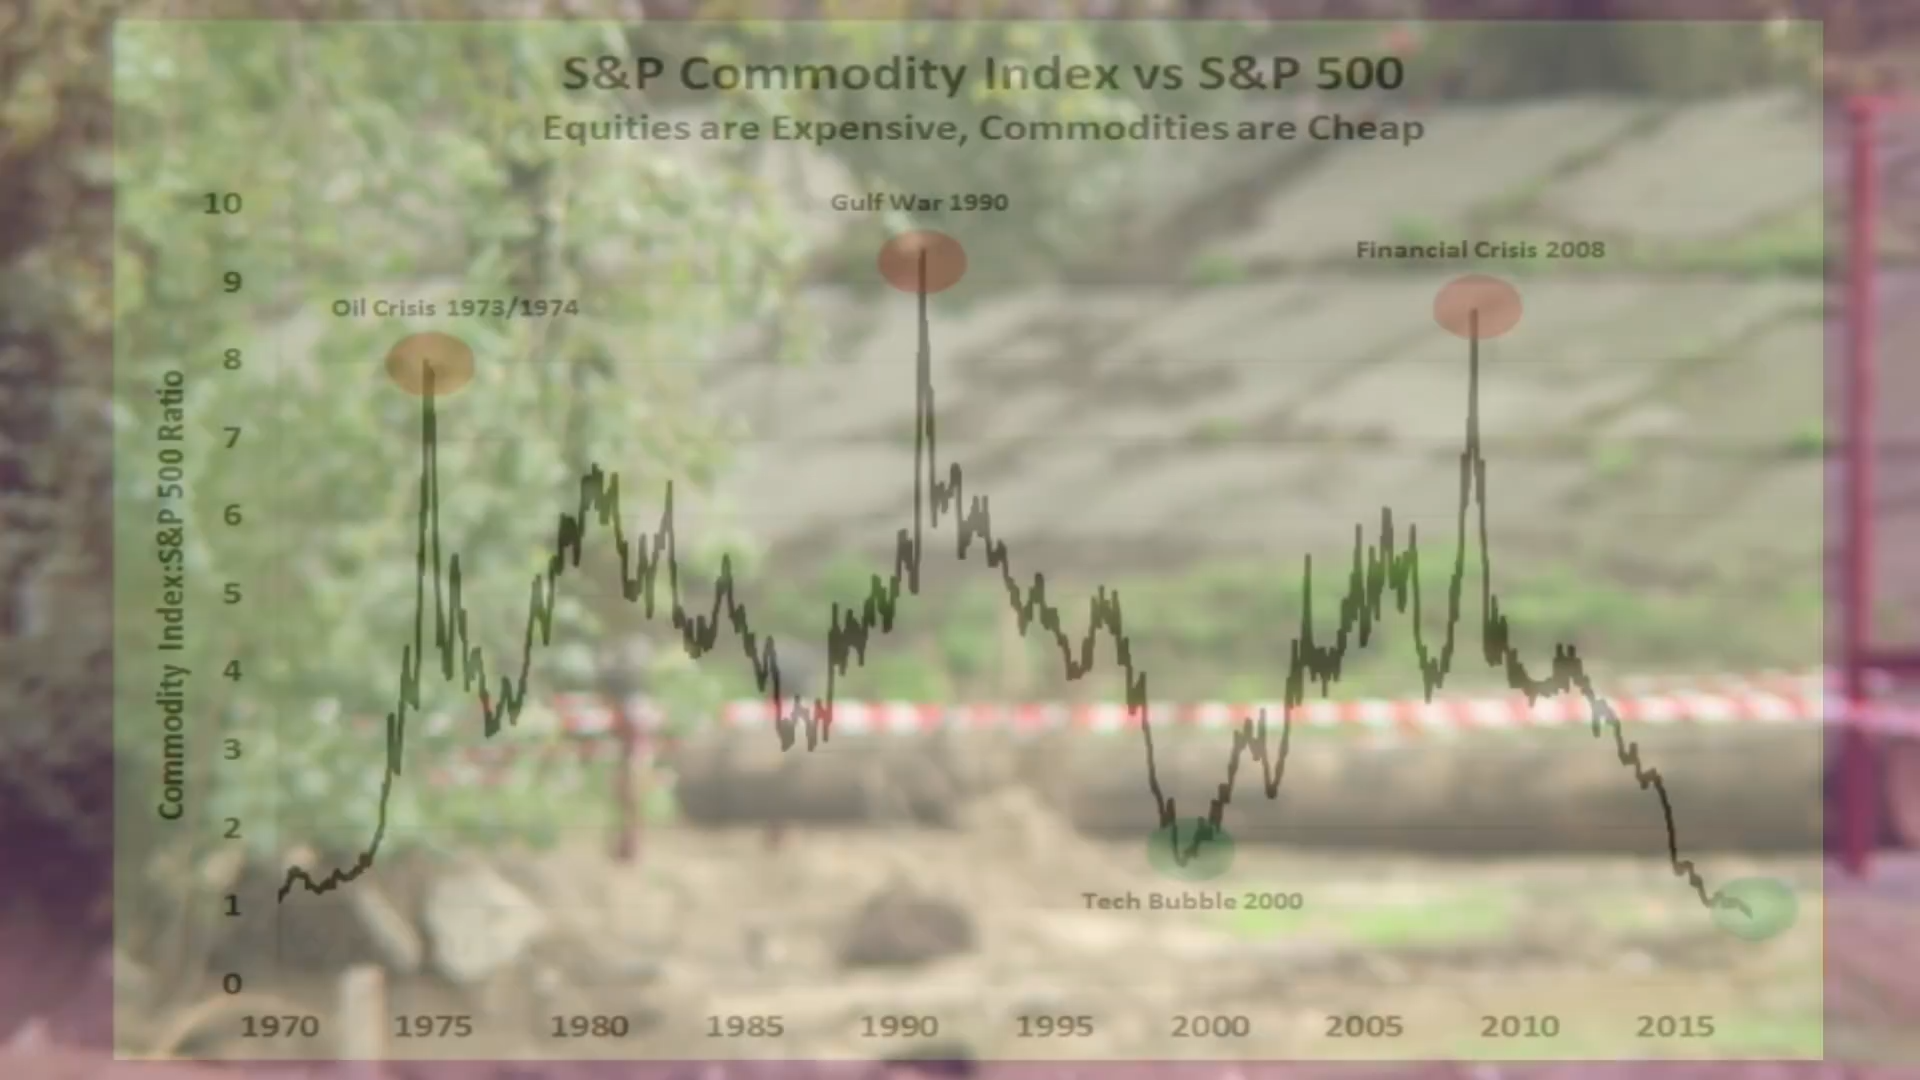 S&P Commodity Index vs S&P 500
Equities are Expensive, Commodities are Cheap
Gulf War 1990
Financial Crisis 2008
Oil Crisis 1973/1974
Commodity Index:S&P 500 Ratio
10
9
8
7
6
5
4
3
2
1
0
Tech Bubble 2000
1970 1975 1980 1985 1990 1995 2000 2005 2010 2015